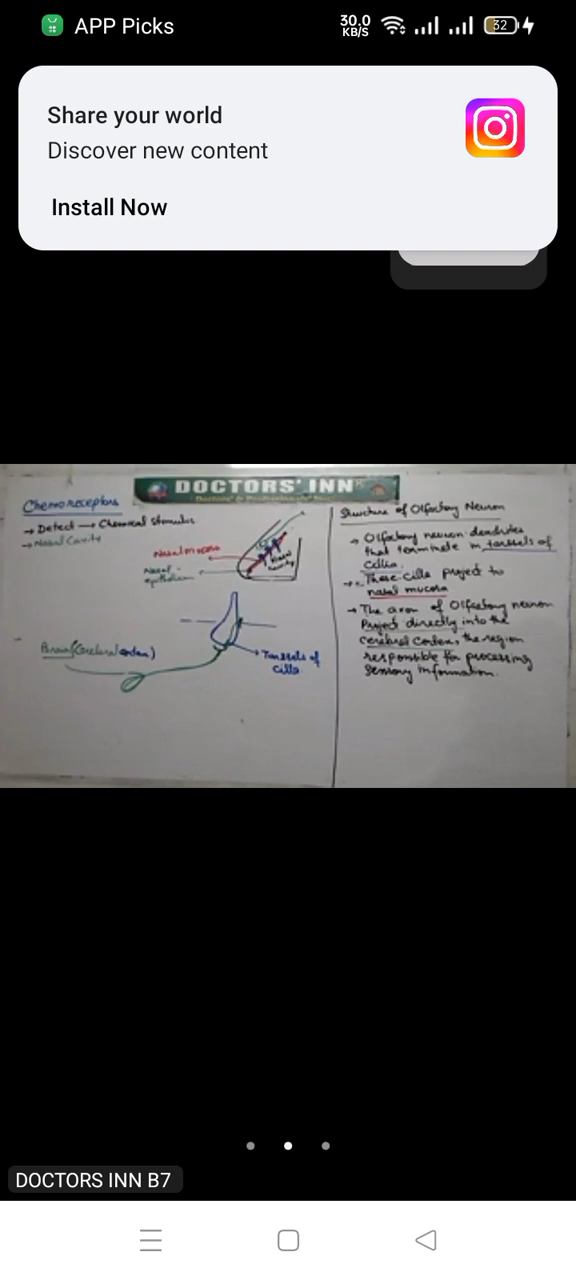 APP Picks
30.0
KB/S
32
Share your world
Discover new content
Install Now
DOCTORS' INN
Chemoreceptors
→ Detect → Chemical stimulus
→ Nasal Cavity
Nasal mucosa
Nasal
epithelium
Nasal
Cavity
Brain(Cerebral cortex)
Tassels of
cilia
Structure of Olfactory Neuron
→ Olfactory neuron dendrites
that terminate in tassels of
cillia.
→ These cilla project to
nasal mucosa
→ The axon of Olfactory neuron
Project directly into the
cerebral cortex, the region
responsible for processing
Sensory Information.
DOCTORS INN B7